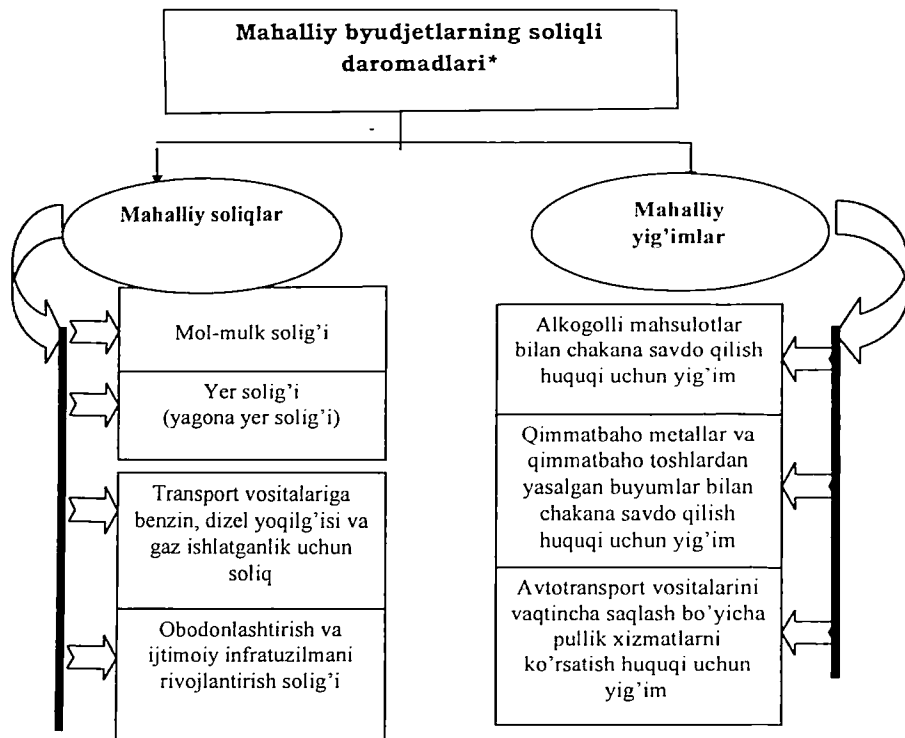 Mahalliy byudjetlarning soliqli
daromadlari*
Mahalliy soliqlar
Mol-mulk solig'i
Yer solig'i
(yagona yer solig'i)
Transport vositalariga
benzin, dizel yoqilg'isi va
gaz ishlatganlik uchun
soliq
Obodonlashtirish va
ijtimoiy infratuzilmani
rivojlantirish solig'i
Mahalliy
yig'imlar
Alkogolli mahsulotlar
bilan chakana savdo qilish
huquqi uchun yig'im
Qimmatbaho metallar va
qimmatbaho toshlardan
yasalgan buyumlar bilan
chakana savdo qilish
huquqi uchun yig'im
Avtotransport vositalarini
vaqtincha saqlash bo'yicha
pullik xizmatlarni
ko'rsatish huquqi uchun
yig'im